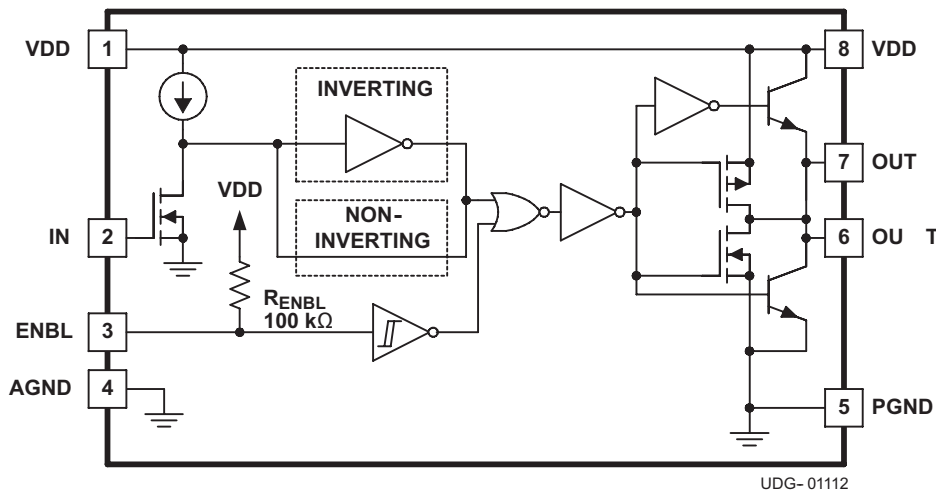 VDD 1
8 VDD
INVERTING
7 OUT
VDD
NON-
INVERTING
IN 2
6 OU T
RENBL
100 kΩ
ENBL 3
AGND 4
5 PGND
UDG-01112